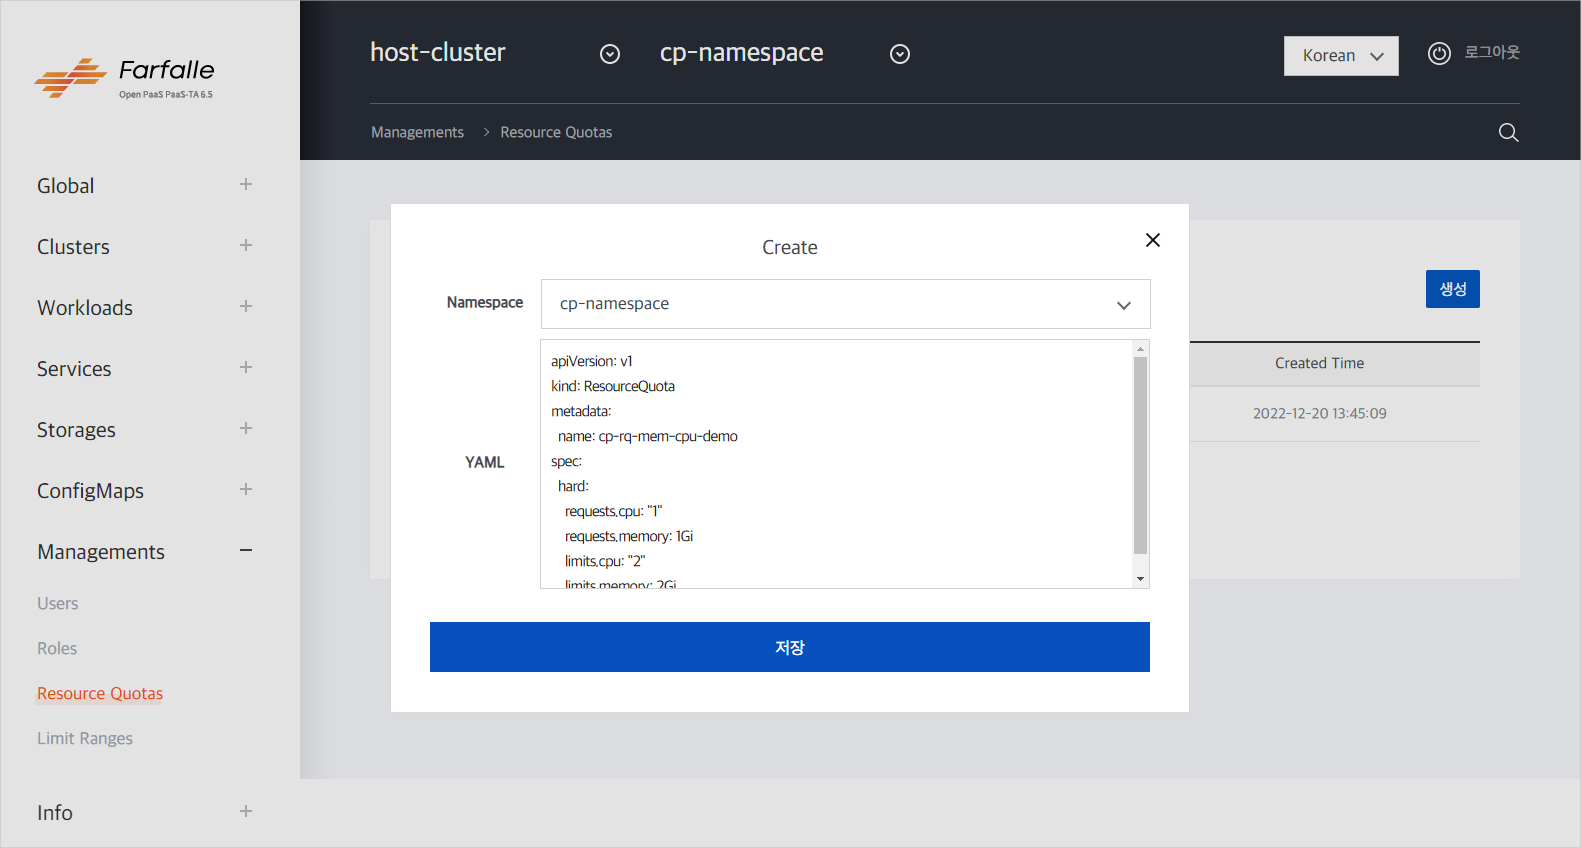 Farfalle
Open PaaS PaaS-TA 6.5
host-cluster
cp-namespace
Korean
로그아웃
Managements > Resource Quotas
Global
Clusters
Workloads
Services
Storages
ConfigMaps
Managements
Users
Roles
Resource Quotas
Limit Ranges
Info
Create
Namespace
cp-namespace
YAML
apiVersion: v1
kind: ResourceQuota
metadata:
  name: cp-rq-mem-cpu-demo
spec:
  hard:
    requests.cpu: "1"
    requests.memory: 1Gi
    limits.cpu: "2"
    limits.memory: 2Gi
저장
생성
Created Time
2022-12-20 13:45:09